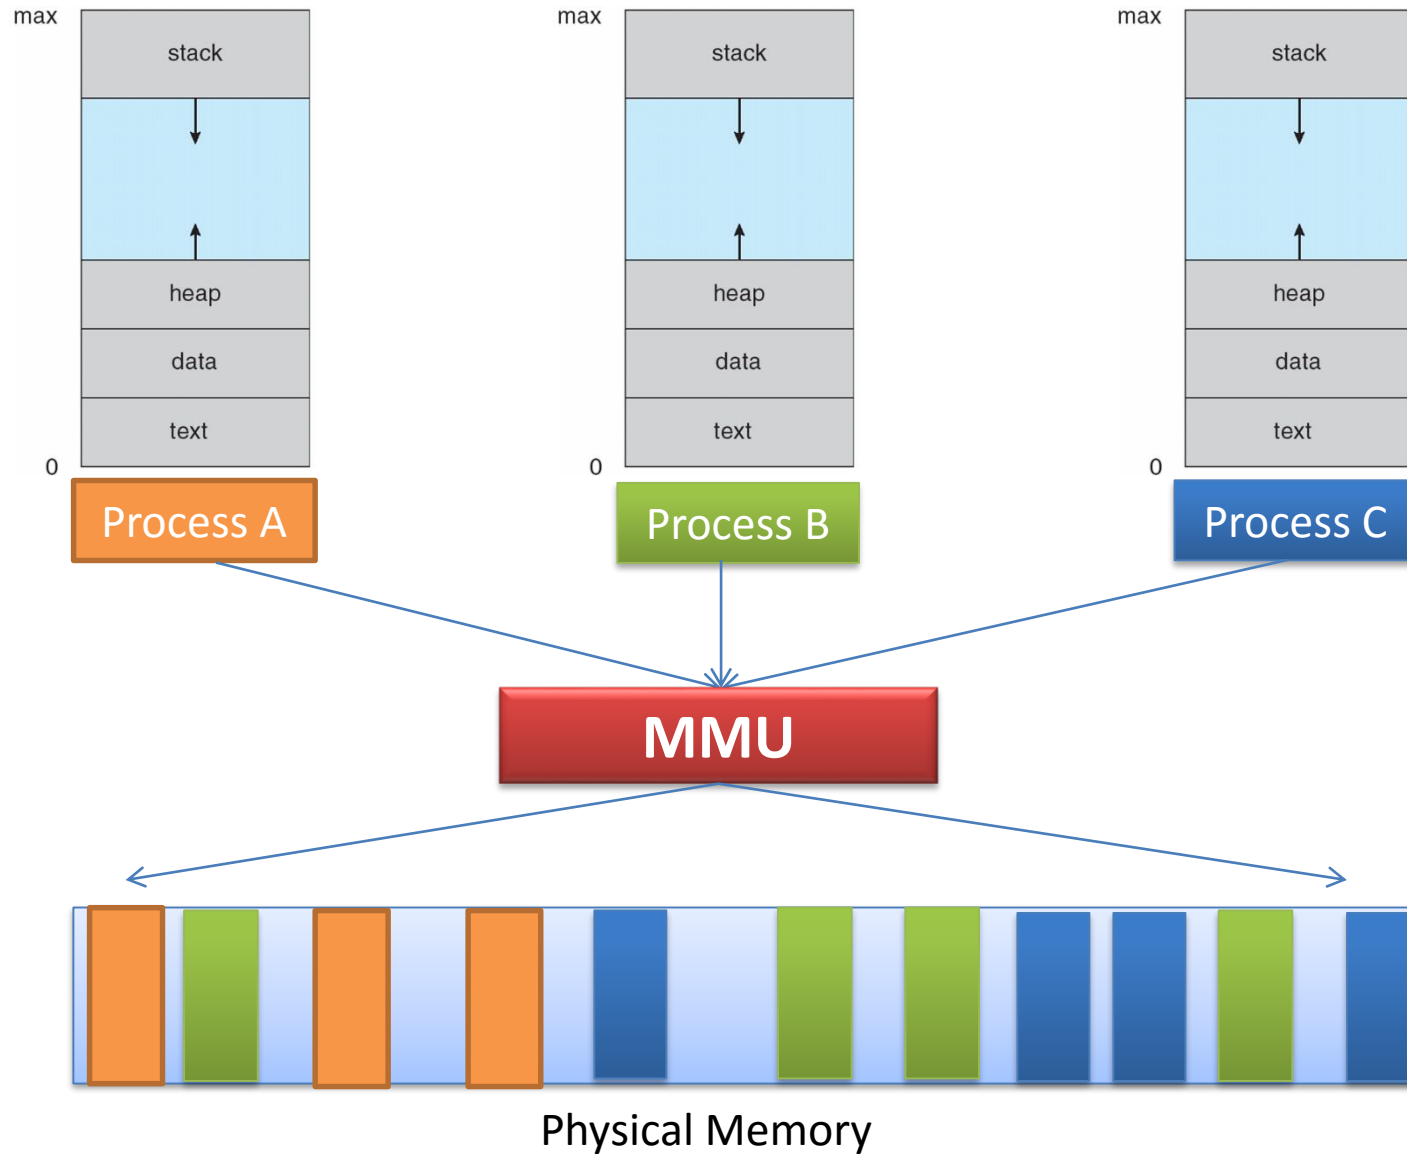 max
max
max
stack
stack
stack
heap
heap
heap
data
data
data
text
text
text
0
0
0
Process A
Process B
Process C
MMU
Physical Memory